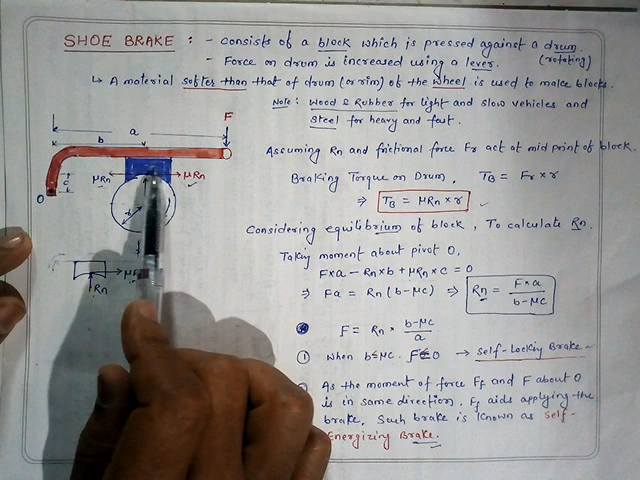 SHOE BRAKE : - consists of a block which is pressed against a drum.
(rotating)
- Force on drum is increased using a lever.
↳ A material softer than that of drum (or rim) of the wheel is used to make blocks.
Note: Wood & Rubber for light and slow vehicles and
Steel for heavy and fast.
F
a
b
c
O
μRn
μRn
r
Rn
Assuming Rn and frictional force Fr act at mid point of block.
Braking Torque on Drum, TB = Fr × r
⇒ TB = μRn × r
Considering equilibrium of block, To calculate Rn.
Taking moment about pivot O,
F×a − Rn×b + μRn×c = 0
⇒ Fa = Rn (b−μc) ⇒ Rn = F×a / b−μc
F = Rn × b−μc / a
① When b≤μc. F≤0 → Self-Locking Brake
As the moment of force Ff and F about O
is in same direction, Ff aids applying the
brake. Such brake is known as Self-
Energizing Brake.